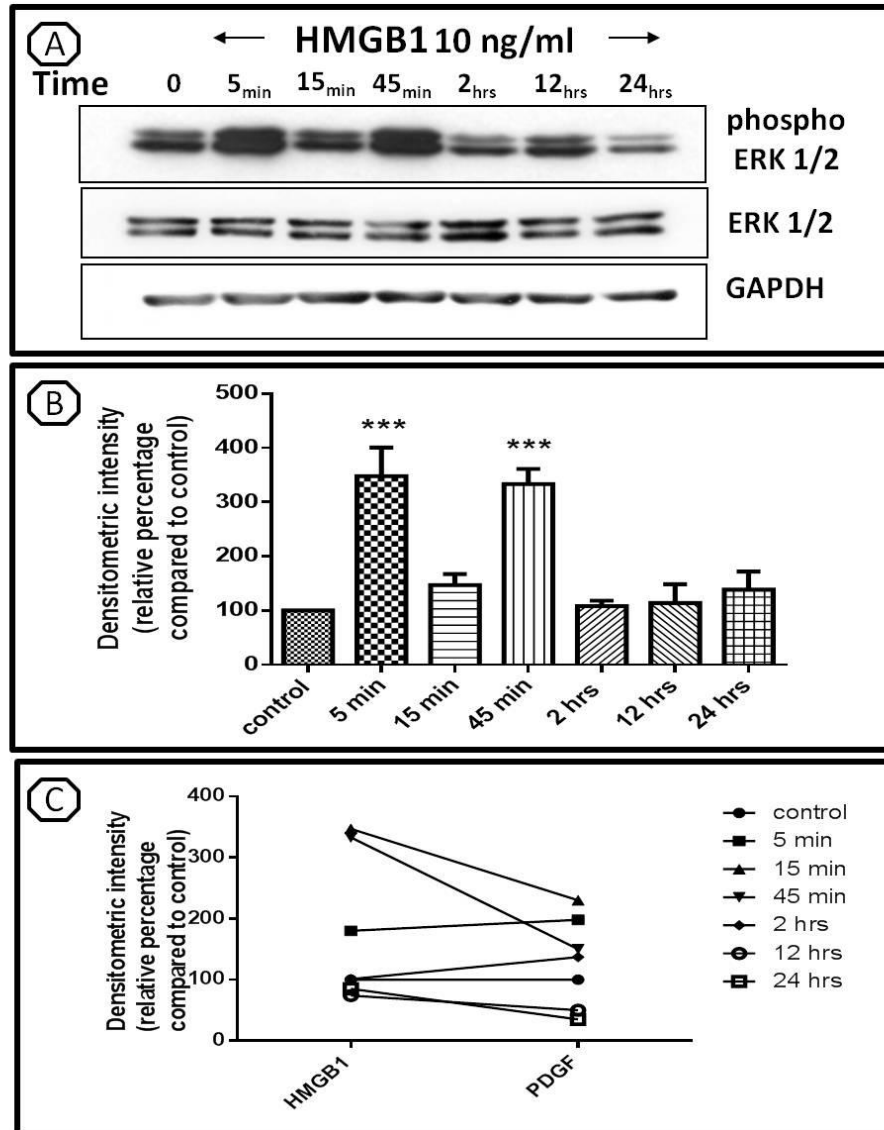 A
HMGB1 10 ng/ml
Time 0 5min 15min 45min 2hrs 12hrs 24hrs
phospho
ERK 1/2
ERK 1/2
GAPDH
B
Densitometric intensity
(relative percentage
compared to control)
500
400
300
200
100
0
*** ***
control 5 min 15 min 45 min 2 hrs 12 hrs 24 hrs
C
Densitometric intensity
(relative percentage
compared to control)
400
300
200
100
0
HMGB1 PDGF
control
5 min
15 min
45 min
2 hrs
12 hrs
24 hrs